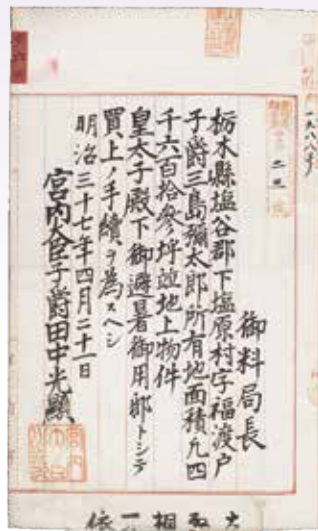 御料局長
栃木縣塩谷郡下塩原村字福渡戸
子爵三島彌太郎所有地面積凡四
千六百拾参坪並地上物件
皇太子殿下御避暑御用邸トシテ
買上ノ手續ヲ為スヘシ
明治三十七年四月二十一日
宮内大臣子爵田中光顯